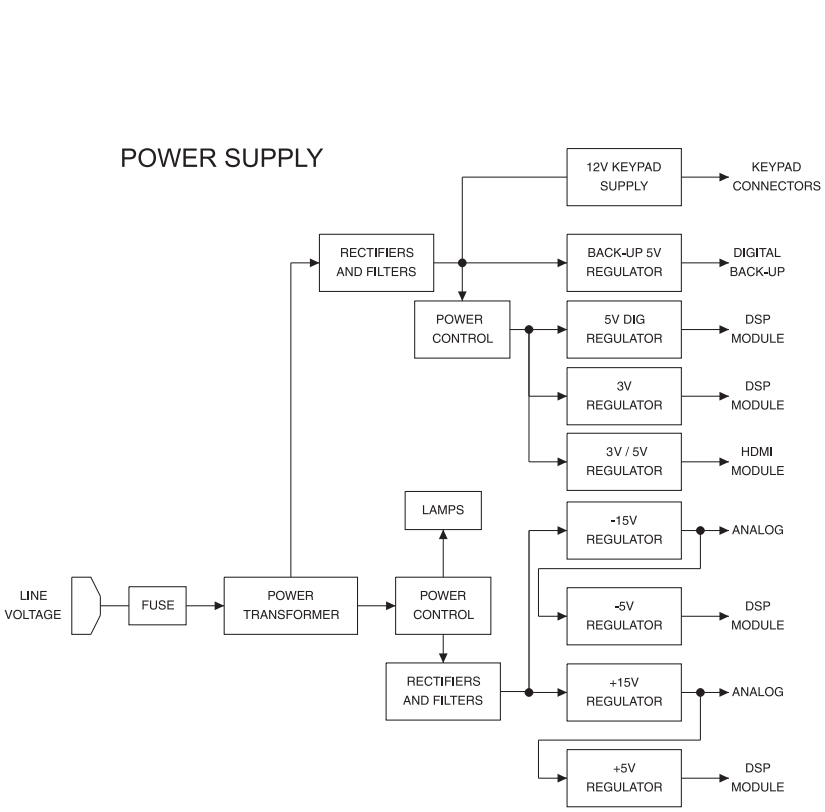 POWER SUPPLY
12V KEYPAD
SUPPLY
KEYPAD
CONNECTORS
RECTIFIERS
AND FILTERS
BACK-UP 5V
REGULATOR
DIGITAL
BACK-UP
POWER
CONTROL
5V DIG
REGULATOR
DSP
MODULE
3V
REGULATOR
DSP
MODULE
3V / 5V
REGULATOR
HDMI
MODULE
LAMPS
-15V
REGULATOR
ANALOG
LINE
VOLTAGE
FUSE
POWER
TRANSFORMER
POWER
CONTROL
-5V
REGULATOR
DSP
MODULE
RECTIFIERS
AND FILTERS
+15V
REGULATOR
ANALOG
+5V
REGULATOR
DSP
MODULE